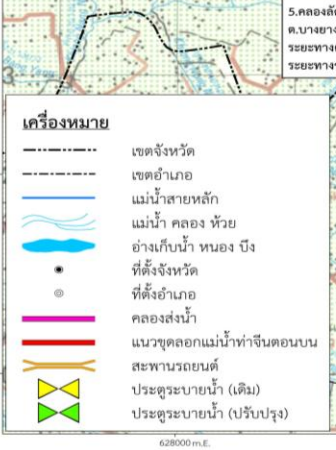 5.คลองลัด
ต.บางยาง
ระยะทาง
ระยะทาง
3
เครื่องหมาย
เขตจังหวัด
เขตอำเภอ
แม่น้ำสายหลัก
แม่น้ำ คลอง ห้วย
อ่างเก็บน้ำ หนอง บึง
ที่ตั้งจังหวัด
ที่ตั้งอำเภอ
คลองส่งน้ำ
แนวขุดลอกแม่น้ำท่าจีนตอนบน
สะพานรถยนต์
ประตูระบายน้ำ (เดิม)
ประตูระบายน้ำ (ปรับปรุง)
628000 m.E.